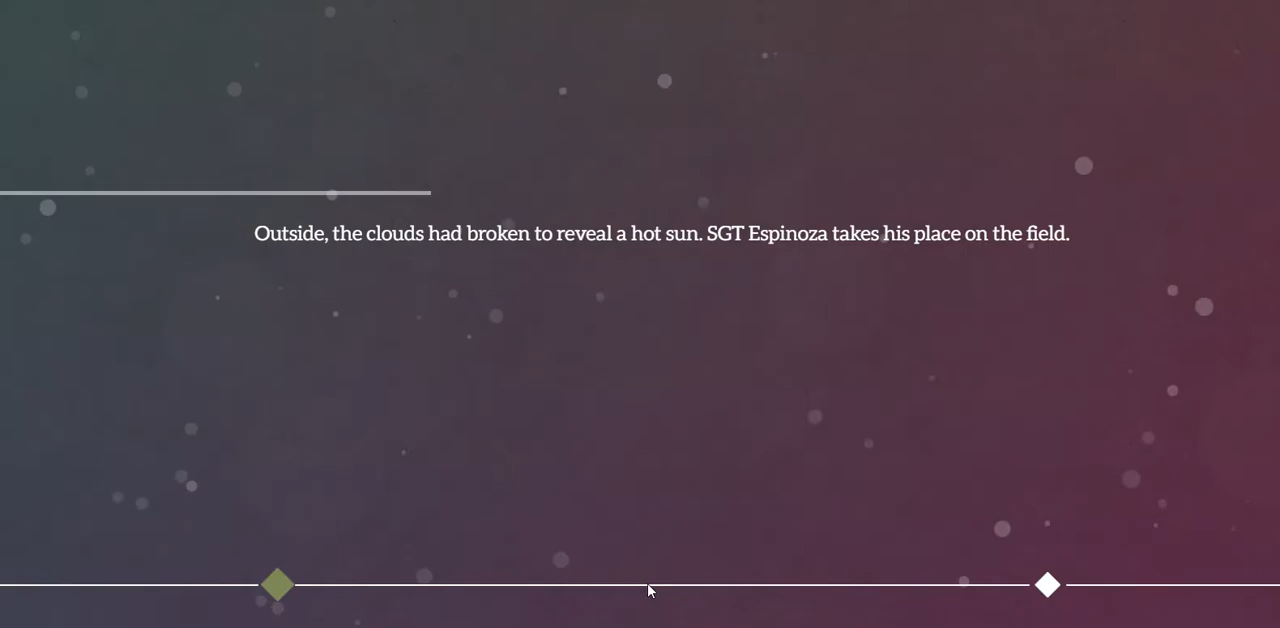 Outside, the clouds had broken to reveal a hot sun. SGT Espinoza takes his place on the field.